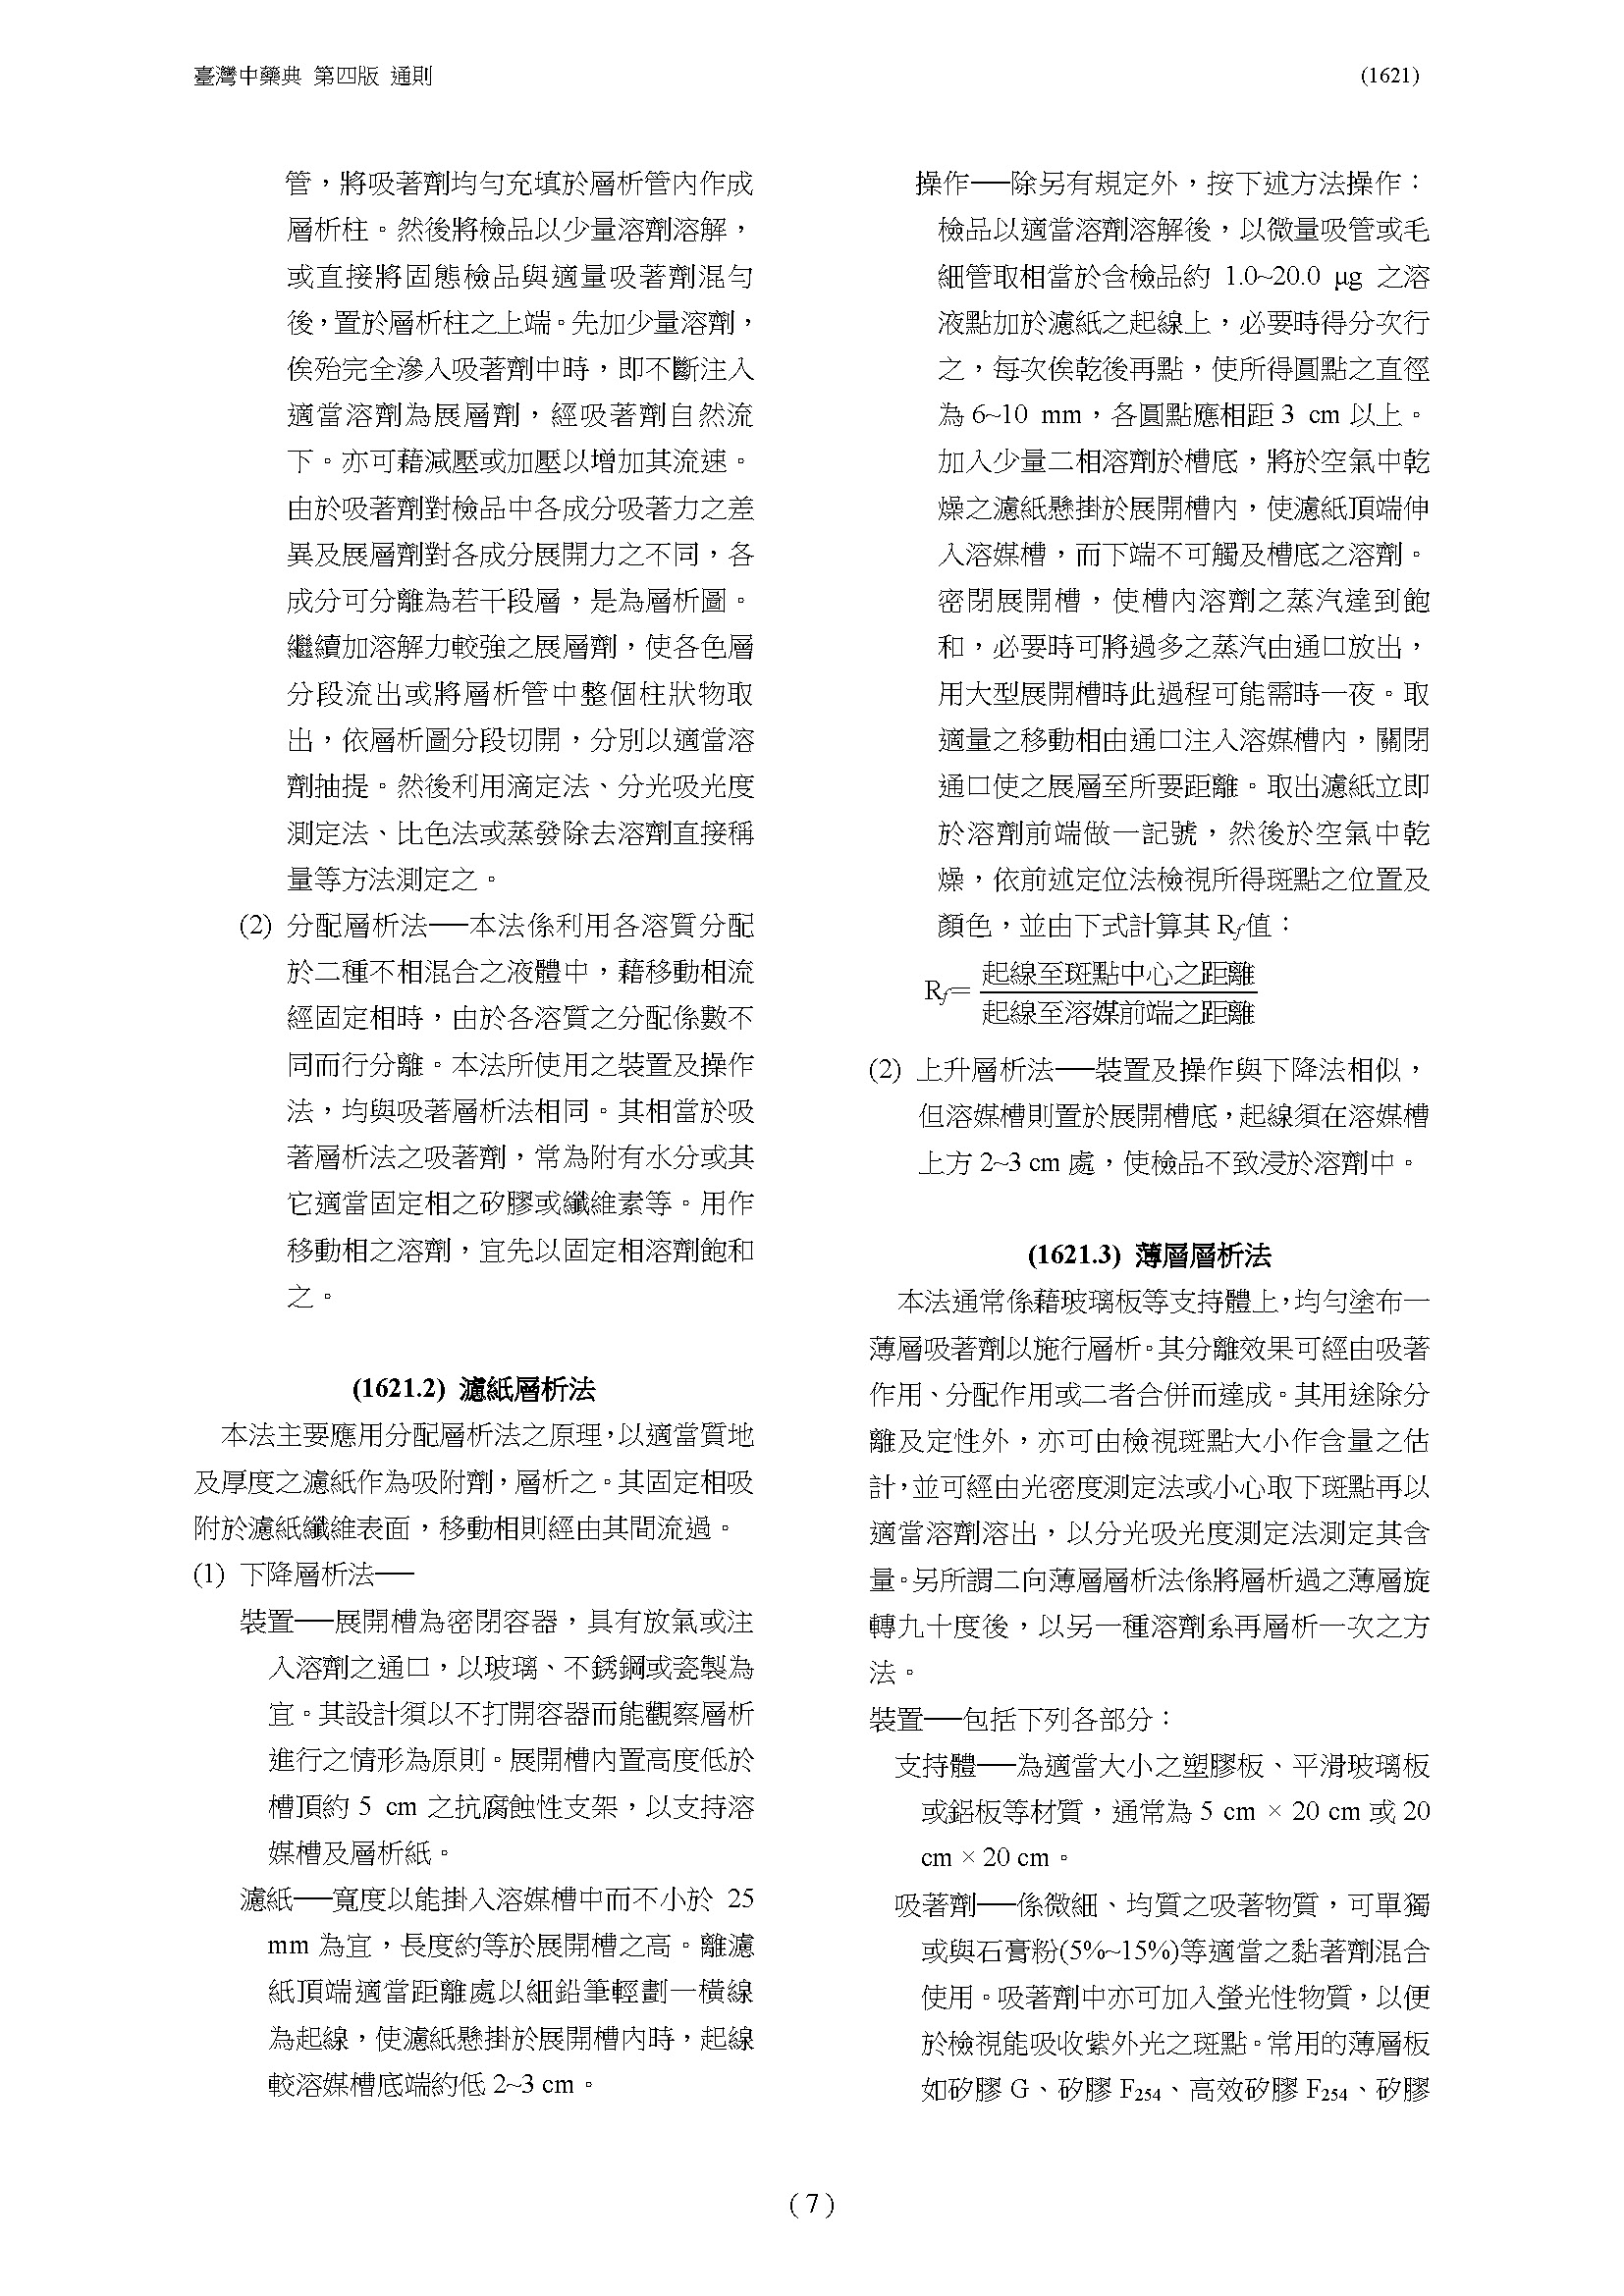 臺灣中藥典 第四版 通則
(1621)
管，將吸著劑均勻充填於層析管內作成
層析柱。然後將檢品以少量溶劑溶解，
或直接將固態檢品與適量吸著劑混勻
後，置於層析柱之上端。先加少量溶劑，
俟殆完全滲入吸著劑中時，即不斷注入
適當溶劑為展層劑，經吸著劑自然流
下。亦可藉減壓或加壓以增加其流速。
由於吸著劑對檢品中各成分吸著力之差
異及展層劑對各成分展開力之不同，各
成分可分離為若干段層，是為層析圖。
繼續加溶解力較強之展層劑，使各色層
分段流出或將層析管中整個柱狀物取
出，依層析圖分段切開，分別以適當溶
劑抽提。然後利用滴定法、分光吸光度
測定法、比色法或蒸發除去溶劑直接稱
量等方法測定之。
(2) 分配層析法──本法係利用各溶質分配
於二種不相混合之液體中，藉移動相流
經固定相時，由於各溶質之分配係數不
同而行分離。本法所使用之裝置及操作
法，均與吸著層析法相同。其相當於吸
著層析法之吸著劑，常為附有水分或其
它適當固定相之矽膠或纖維素等。用作
移動相之溶劑，宜先以固定相溶劑飽和
之。
(1621.2) 濾紙層析法
本法主要應用分配層析法之原理，以適當質地
及厚度之濾紙作為吸附劑，層析之。其固定相吸
附於濾紙纖維表面，移動相則經由其間流過。
(1) 下降層析法──
裝置──展開槽為密閉容器，具有放氣或注
入溶劑之通口，以玻璃、不銹鋼或瓷製為
宜。其設計須以不打開容器而能觀察層析
進行之情形為原則。展開槽內置高度低於
槽頂約 5 cm 之抗腐蝕性支架，以支持溶
媒槽及層析紙。
濾紙──寬度以能掛入溶媒槽中而不小於 25
mm 為宜，長度約等於展開槽之高。離濾
紙頂端適當距離處以細鉛筆輕劃一橫線
為起線，使濾紙懸掛於展開槽內時，起線
較溶媒槽底端約低 2~3 cm。
操作──除另有規定外，按下述方法操作：
檢品以適當溶劑溶解後，以微量吸管或毛
細管取相當於含檢品約 1.0~20.0 μg 之溶
液點加於濾紙之起線上，必要時得分次行
之，每次俟乾後再點，使所得圓點之直徑
為 6~10 mm，各圓點應相距 3 cm 以上。
加入少量二相溶劑於槽底，將於空氣中乾
燥之濾紙懸掛於展開槽內，使濾紙頂端伸
入溶媒槽，而下端不可觸及槽底之溶劑。
密閉展開槽，使槽內溶劑之蒸汽達到飽
和，必要時可將過多之蒸汽由通口放出，
用大型展開槽時此過程可能需時一夜。取
適量之移動相由通口注入溶媒槽內，關閉
通口使之展層至所要距離。取出濾紙立即
於溶劑前端做一記號，然後於空氣中乾
燥，依前述定位法檢視所得斑點之位置及
顏色，並由下式計算其 Rf值：
Rf= 起線至斑點中心之距離
起線至溶媒前端之距離
(2) 上升層析法──裝置及操作與下降法相似，
但溶媒槽則置於展開槽底，起線須在溶媒槽
上方 2~3 cm 處，使檢品不致浸於溶劑中。
(1621.3) 薄層層析法
本法通常係藉玻璃板等支持體上，均勻塗布一
薄層吸著劑以施行層析。其分離效果可經由吸著
作用、分配作用或二者合併而達成。其用途除分
離及定性外，亦可由檢視斑點大小作含量之估
計，並可經由光密度測定法或小心取下斑點再以
適當溶劑溶出，以分光吸光度測定法測定其含
量。另所謂二向薄層層析法係將層析過之薄層旋
轉九十度後，以另一種溶劑系再層析一次之方
法。
裝置──包括下列各部分：
支持體──為適當大小之塑膠板、平滑玻璃板
或鋁板等材質，通常為 5 cm × 20 cm 或 20
cm × 20 cm。
吸著劑──係微細、均質之吸著物質，可單獨
或與石膏粉(5%~15%)等適當之黏著劑混合
使用。吸著劑中亦可加入螢光性物質，以便
於檢視能吸收紫外光之斑點。常用的薄層板
如矽膠 G、矽膠 F254、高效矽膠 F254、矽膠
( 7 )